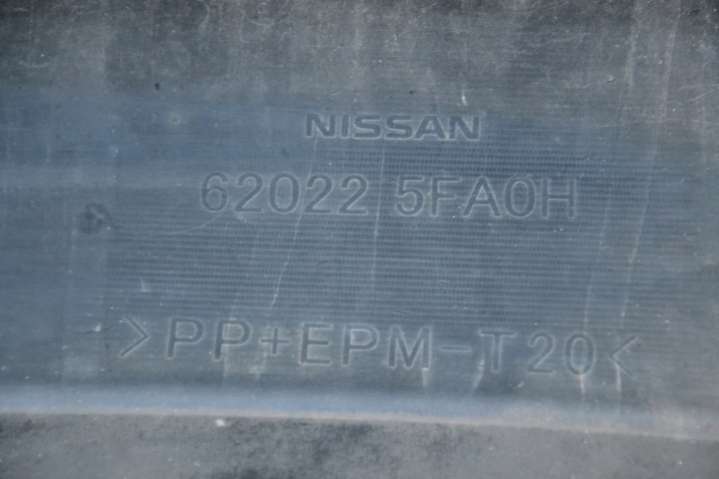 NISSAN
62022 5FA0H
>PP+EPM-T20<